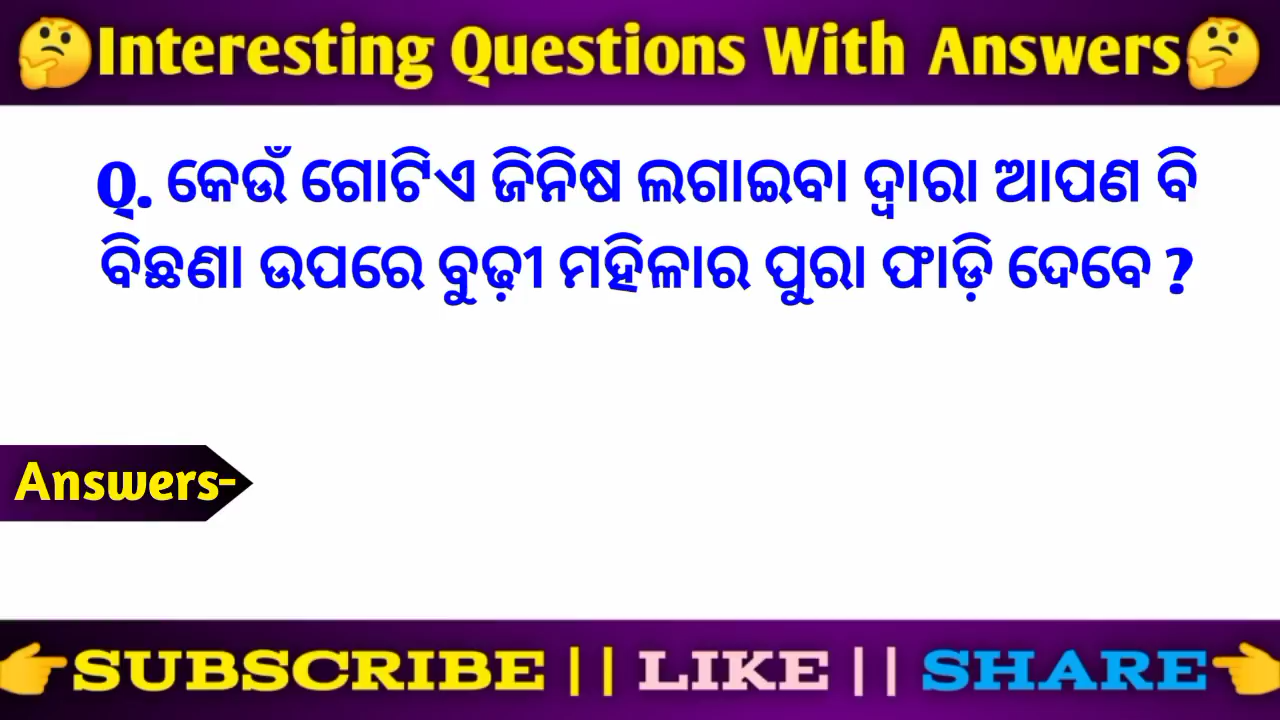 🤔Interesting Questions With Answers🤔
Q. କେଉଁ ଗୋଟିଏ ଜିନିଷ ଲଗାଇବା ଦ୍ୱାରା ଆପଣ ବି
ବିଛଣା ଉପରେ ବୁଢ଼ୀ ମହିଳାର ପୁରା ଫାଡ଼ି ଦେବେ ?
Answers-
👉SUBSCRIBE || LIKE || SHARE👈